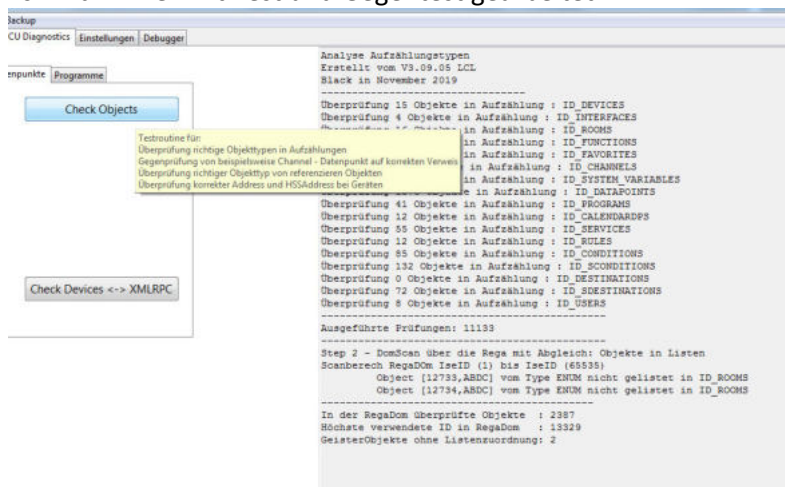 Backup
CU Diagnostics Einstellungen Debugger
enpunkte Programme
Check Objects
Testroutine für:
Überprüfung richtige Objekttypen in Aufzählungen
Gegenprüfung von beispielweise Channel - Datenpunkt auf korrekten Verweis
Überprüfung richtiger Objekttyp von referenzieren Objekten
Überprüfung korrekter Address und HSSAddress bei Geräten
Check Devices <-> XMLRPC
Analyse Aufzählungstypen
Erstellt vom V3.09.05 LCL
Black in November 2019
---------------------------------
Überprüfung 15 Objekte in Aufzählung : ID_DEVICES
Überprüfung 4 Objekte in Aufzählung : ID_INTERFACES
Aufzählung : ID_ROOMS
in Aufzählung : ID_FUNCTIONS
in Aufzählung : ID_FAVORITES
in Aufzählung : ID_CHANNELS
in Aufzählung : ID_SYSTEM_VARIABLES
in Aufzählung : ID_DATAPOINTS
Überprüfung 41 Objekte in Aufzählung : ID_PROGRAMS
Überprüfung 12 Objekte in Aufzählung : ID_CALENDARDPS
Überprüfung 55 Objekte in Aufzählung : ID_SERVICES
Überprüfung 12 Objekte in Aufzählung : ID_RULES
Überprüfung 85 Objekte in Aufzählung : ID_CONDITIONS
Überprüfung 132 Objekte in Aufzählung : ID_SCONDITIONS
Überprüfung 0 Objekte in Aufzählung : ID_DESTINATIONS
Überprüfung 72 Objekte in Aufzählung : ID_SDESTINATIONS
Überprüfung 8 Objekte in Aufzählung : ID_USERS
---------------------------------
Ausgeführte Prüfungen: 11133
---------------------------------
Step 2 - DomScan über die Rega mit Abgleich: Objekte in Listen
Scanberech RegaDOm IseID (1) bis IseID (65535)
Object [12733,ABDC] vom Type ENUM nicht gelistet in ID_ROOMS
Object [12734,ABDC] vom Type ENUM nicht gelistet in ID_ROOMS
---------------------------------
In der RegaDom überprüfte Objekte : 2387
Höchste verwendete ID in RegaDom : 13329
GeisterObjekte ohne Listenzuordnung: 2